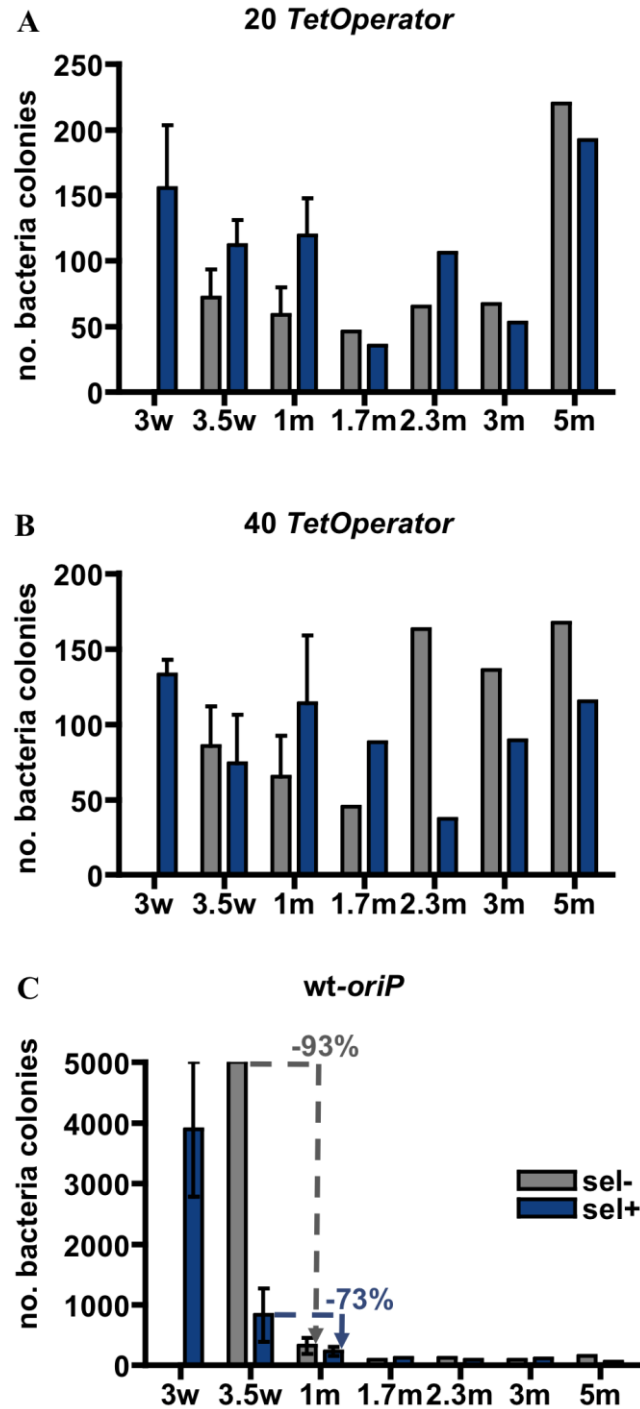 A
20 TetOperator
no. bacteria colonies
250
200
150
100
50
0
3w 3.5w 1m 1.7m 2.3m 3m 5m
B
40 TetOperator
no. bacteria colonies
200
150
100
50
0
3w 3.5w 1m 1.7m 2.3m 3m 5m
C
wt-oriP
no. bacteria colonies
-93%
5000
4000
3000
sel-
sel+
2000
-73%
1000
0
3w 3.5w 1m 1.7m 2.3m 3m 5m